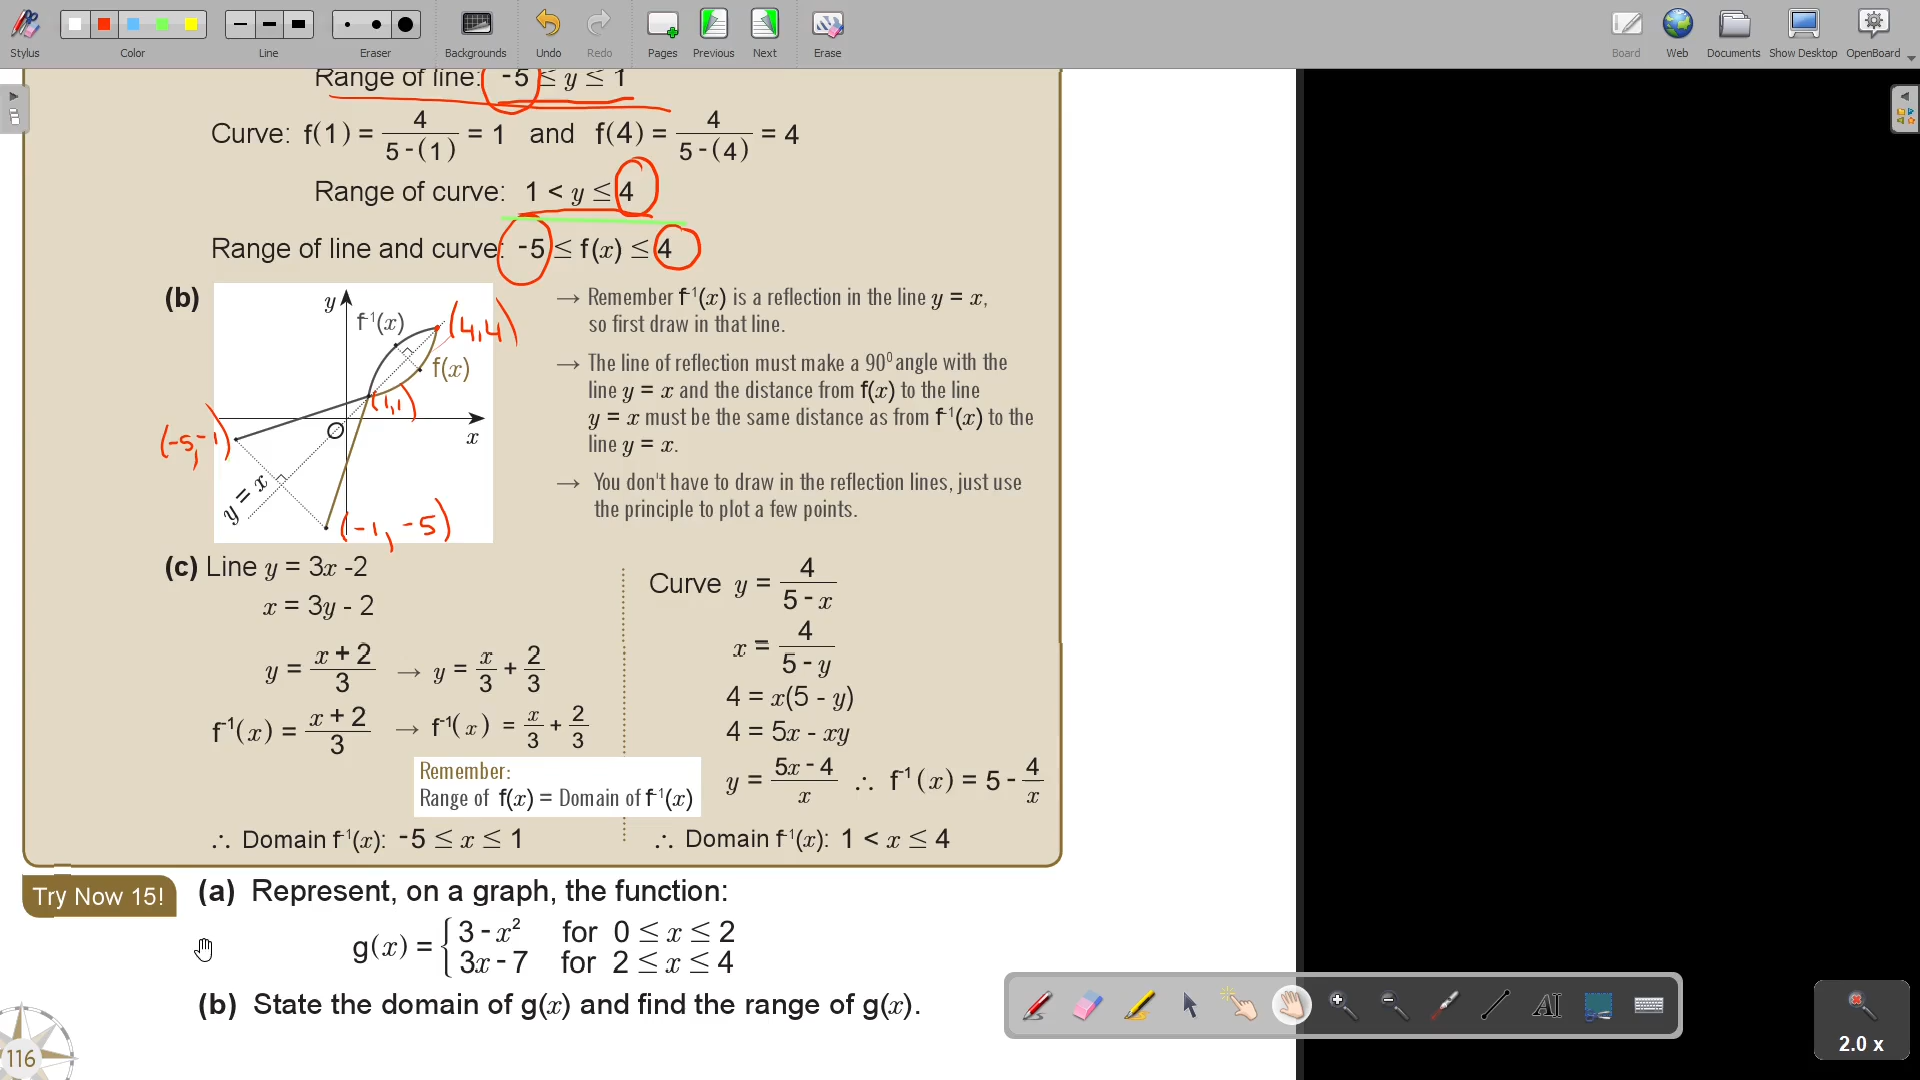 Stylus Color Line Eraser Backgrounds Undo Redo Pages Previous Next Erase Board Web Documents Show Desktop OpenBoard
Range of line: -5 ≤ y ≤ 1
Curve: f(1) = 4/(5-(1)) = 1 and f(4) = 4/(5-(4)) = 4
Range of curve: 1 < y ≤ 4
Range of line and curve: -5 ≤ f(x) ≤ 4
(b)
y
f⁻¹(x)
(4,4)
f(x)
(1,1)
(-5,-1)
O
x
y = x
(-1, -5)
→ Remember f⁻¹(x) is a reflection in the line y = x,
so first draw in that line.
→ The line of reflection must make a 90⁰ angle with the
line y = x and the distance from f(x) to the line
y = x must be the same distance as from f⁻¹(x) to the
line y = x.
→ You don't have to draw in the reflection lines, just use
the principle to plot a few points.
(c) Line y = 3x -2
x = 3y - 2
y = (x + 2)/3 → y = x/3 + 2/3
f⁻¹(x) = (x + 2)/3 → f⁻¹(x) = x/3 + 2/3
Curve y = 4/(5 - x)
x = 4/(5 - y)
4 = x(5 - y)
4 = 5x - xy
y = (5x - 4)/x ∴ f⁻¹(x) = 5 - 4/x
Remember:
Range of f(x) = Domain of f⁻¹(x)
∴ Domain f⁻¹(x): -5 ≤ x ≤ 1
∴ Domain f⁻¹(x): 1 < x ≤ 4
Try Now 15!
(a) Represent, on a graph, the function:
g(x) = { 3 - x² for 0 ≤ x ≤ 2
3x - 7 for 2 ≤ x ≤ 4
(b) State the domain of g(x) and find the range of g(x).
116
2.0 x